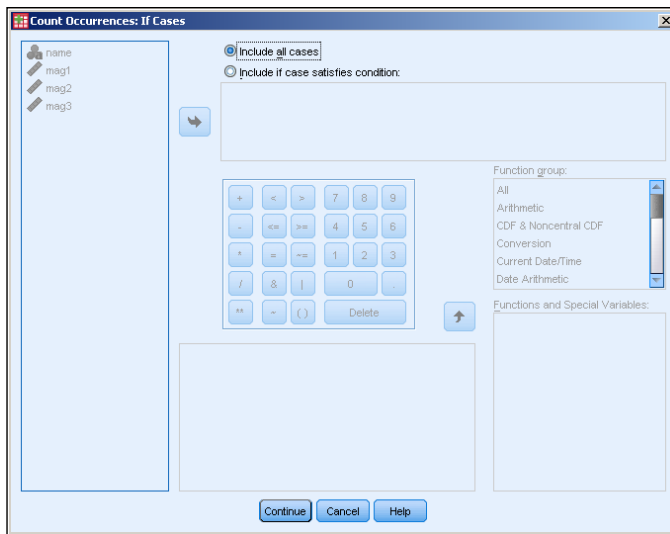 Count Occurrences: If Cases
name
mag1
mag2
mag3
Include all cases
Include if case satisfies condition:
+ < > 7 8 9
- <= >= 4 5 6
* = ~= 1 2 3
/ & | 0 .
** ~ ( ) Delete
Function group:
All
Arithmetic
CDF & Noncentral CDF
Conversion
Current Date/Time
Date Arithmetic
Functions and Special Variables:
Continue Cancel Help